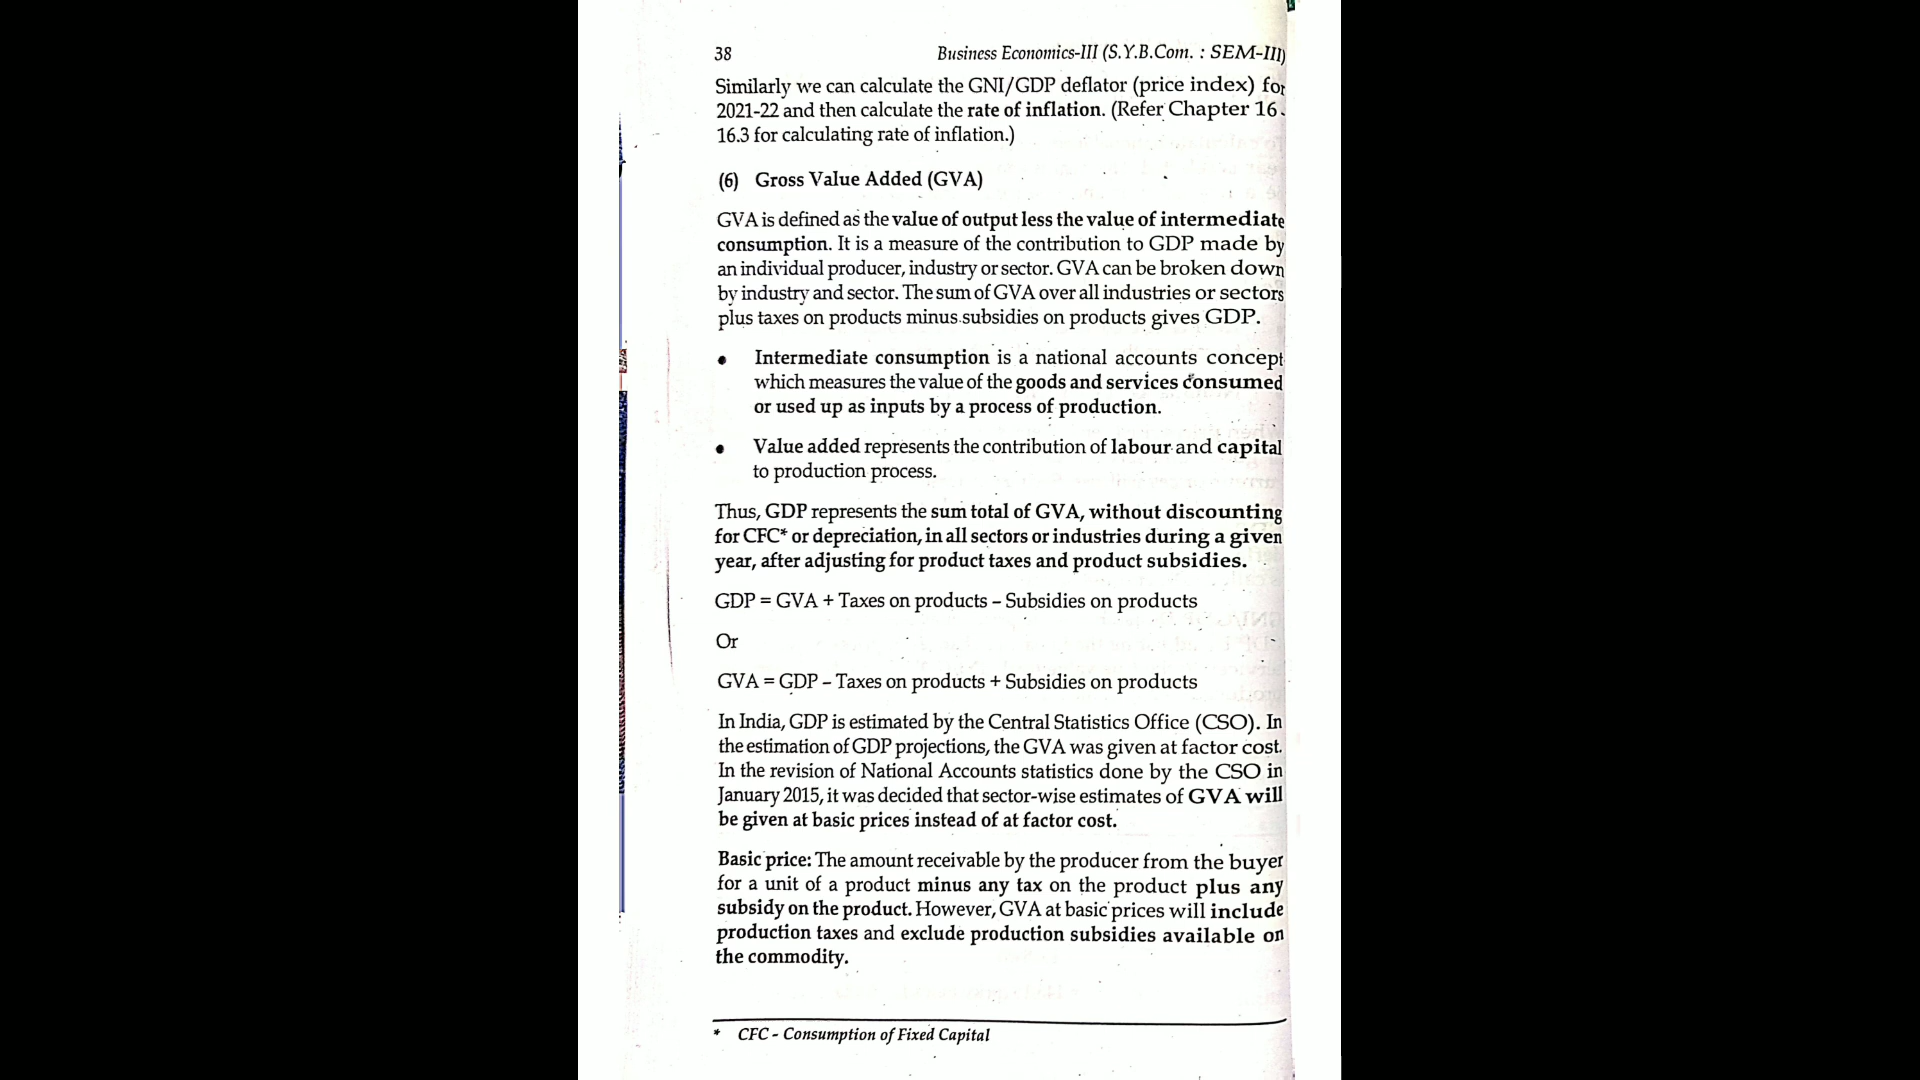 38 Business Economics-III (S.Y.B.Com. : SEM-III)
Similarly we can calculate the GNI/GDP deflator (price index) for
2021-22 and then calculate the rate of inflation. (Refer Chapter 16.
16.3 for calculating rate of inflation.)
(6) Gross Value Added (GVA)
GVA is defined as the value of output less the value of intermediate
consumption. It is a measure of the contribution to GDP made by
an individual producer, industry or sector. GVA can be broken down
by industry and sector. The sum of GVA over all industries or sectors
plus taxes on products minus subsidies on products gives GDP.
• Intermediate consumption is a national accounts concept
which measures the value of the goods and services consumed
or used up as inputs by a process of production.
• Value added represents the contribution of labour and capital
to production process.
Thus, GDP represents the sum total of GVA, without discounting
for CFC* or depreciation, in all sectors or industries during a given
year, after adjusting for product taxes and product subsidies.
GDP = GVA + Taxes on products – Subsidies on products
Or
GVA = GDP – Taxes on products + Subsidies on products
In India, GDP is estimated by the Central Statistics Office (CSO). In
the estimation of GDP projections, the GVA was given at factor cost.
In the revision of National Accounts statistics done by the CSO in
January 2015, it was decided that sector-wise estimates of GVA will
be given at basic prices instead of at factor cost.
Basic price: The amount receivable by the producer from the buyer
for a unit of a product minus any tax on the product plus any
subsidy on the product. However, GVA at basic prices will include
production taxes and exclude production subsidies available on
the commodity.
* CFC - Consumption of Fixed Capital